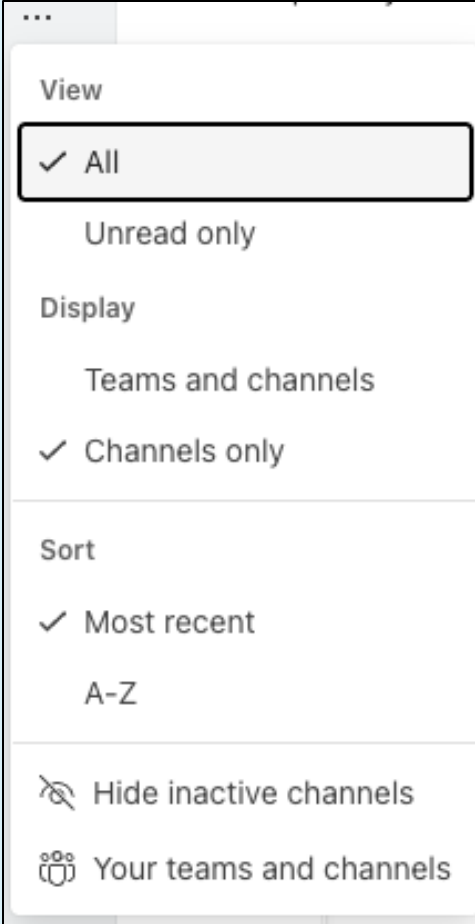 View
All
Unread only
Display
Teams and channels
Channels only
Sort
Most recent
A-Z
Hide inactive channels
Your teams and channels